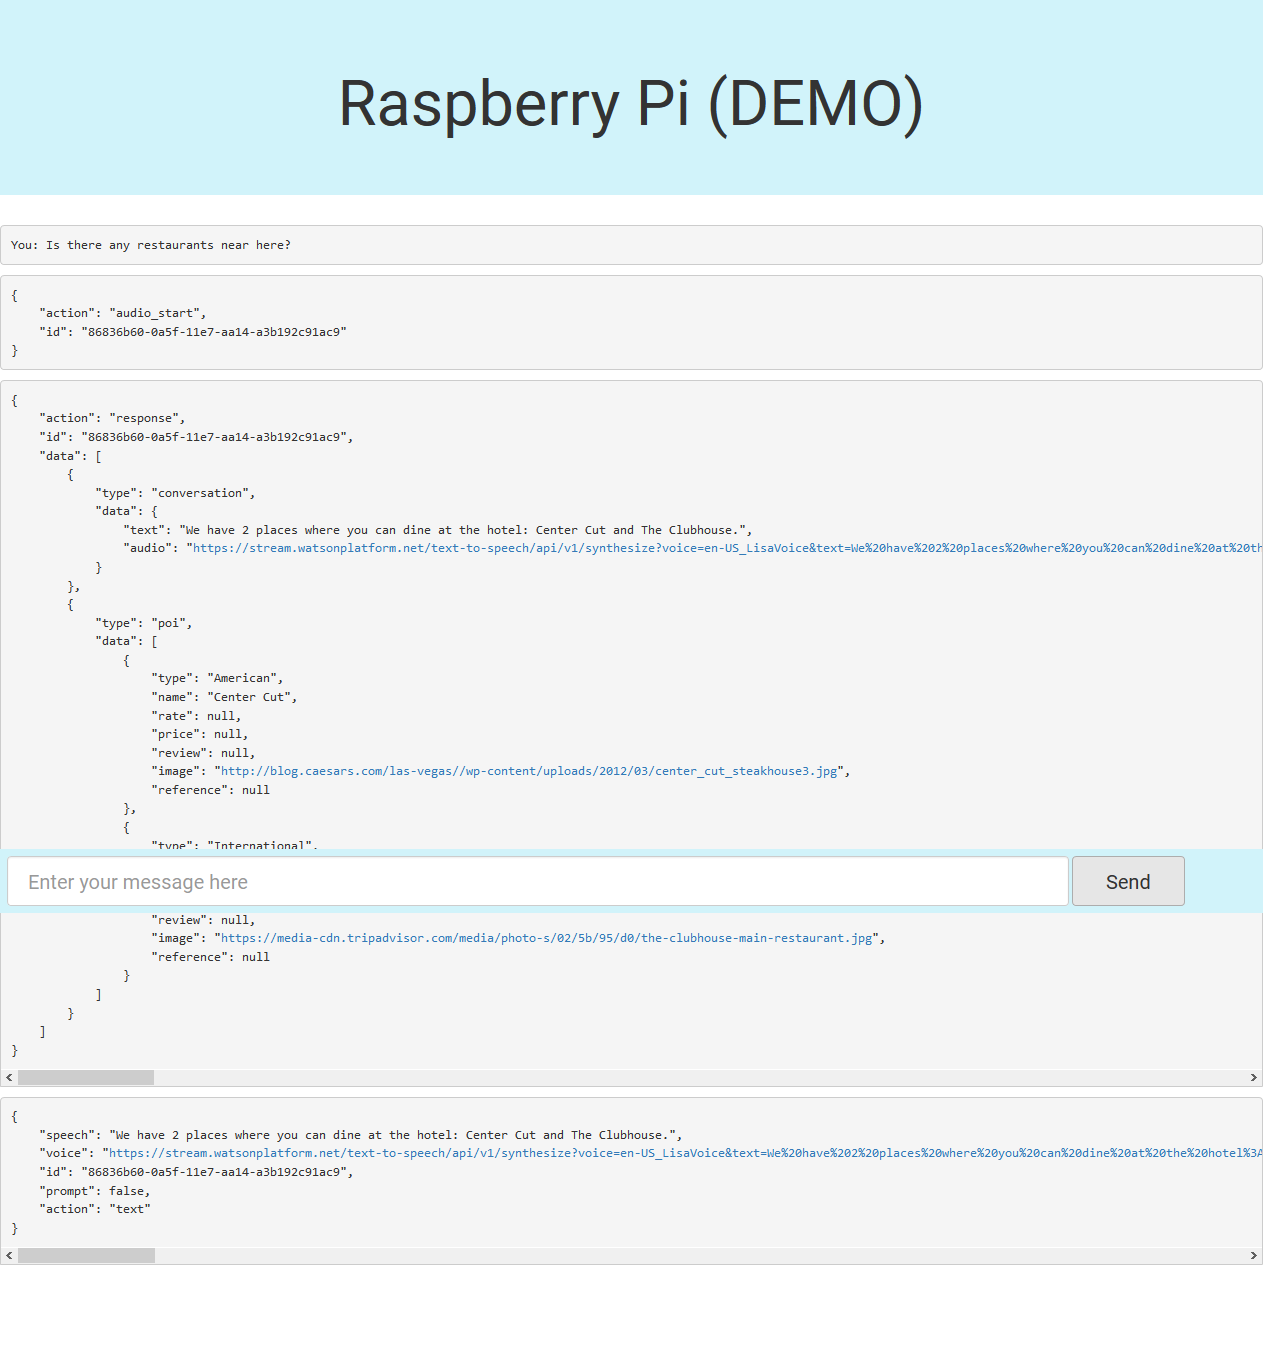 Raspberry Pi (DEMO)
You: Is there any restaurants near here?
{
    "action": "audio_start",
    "id": "86836b60-0a5f-11e7-aa14-a3b192c91ac9"
}
{
    "action": "response",
    "id": "86836b60-0a5f-11e7-aa14-a3b192c91ac9",
    "data": [
        {
            "type": "conversation",
            "data": {
                "text": "We have 2 places where you can dine at the hotel: Center Cut and The Clubhouse.",
                "audio": "https://stream.watsonplatform.net/text-to-speech/api/v1/synthesize?voice=en-US_LisaVoice&text=We%20have%202%20places%20where%20you%20can%20dine%20at%20th
            }
        },
        {
            "type": "poi",
            "data": [
                {
                    "type": "American",
                    "name": "Center Cut",
                    "rate": null,
                    "price": null,
                    "review": null,
                    "image": "http://blog.caesars.com/las-vegas//wp-content/uploads/2012/03/center_cut_steakhouse3.jpg",
                    "reference": null
                },
                {
                    "type": "International",
Enter your message here Send
                    "review": null,
                    "image": "https://media-cdn.tripadvisor.com/media/photo-s/02/5b/95/d0/the-clubhouse-main-restaurant.jpg",
                    "reference": null
                }
            ]
        }
    ]
}
{
    "speech": "We have 2 places where you can dine at the hotel: Center Cut and The Clubhouse.",
    "voice": "https://stream.watsonplatform.net/text-to-speech/api/v1/synthesize?voice=en-US_LisaVoice&text=We%20have%202%20places%20where%20you%20can%20dine%20at%20the%20hotel%3A
    "id": "86836b60-0a5f-11e7-aa14-a3b192c91ac9",
    "prompt": false,
    "action": "text"
}